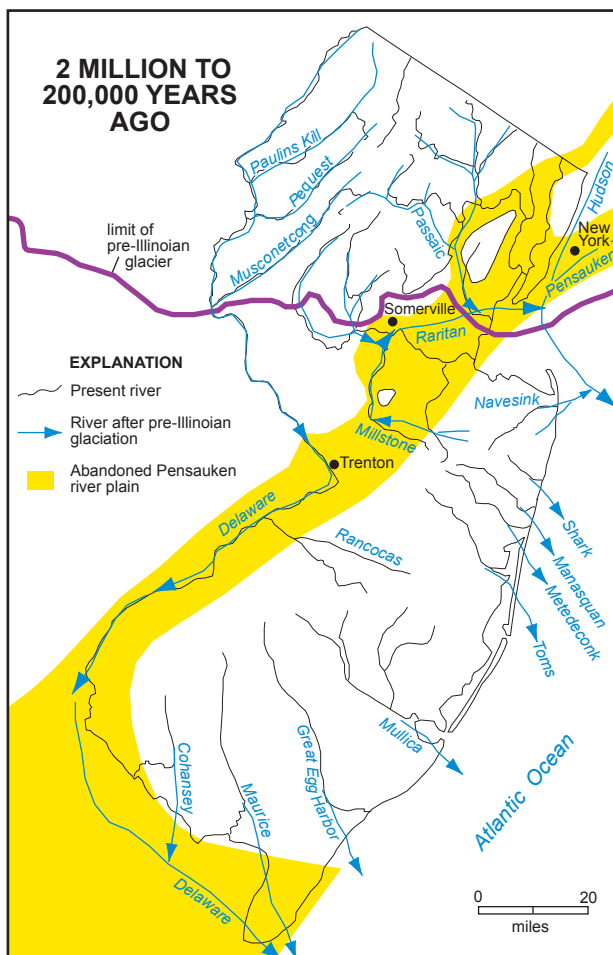 2 MILLION TO
200,000 YEARS
AGO
Paulins Kill
Pequest
Musconetcong
limit of
pre-Illinoian
glacier
Passaic
Hudson
New
York
Pensauken
Somerville
Raritan
EXPLANATION
Present river
River after pre-Illinoian
glaciation
Abandoned Pensauken
river plain
Navesink
Millstone
Trenton
Delaware
Rancocas
Shark
Manasquan
Metedeconk
Toms
Mullica
Great Egg Harbor
Maurice
Cohansey
Delaware
Atlantic Ocean
0 20
miles